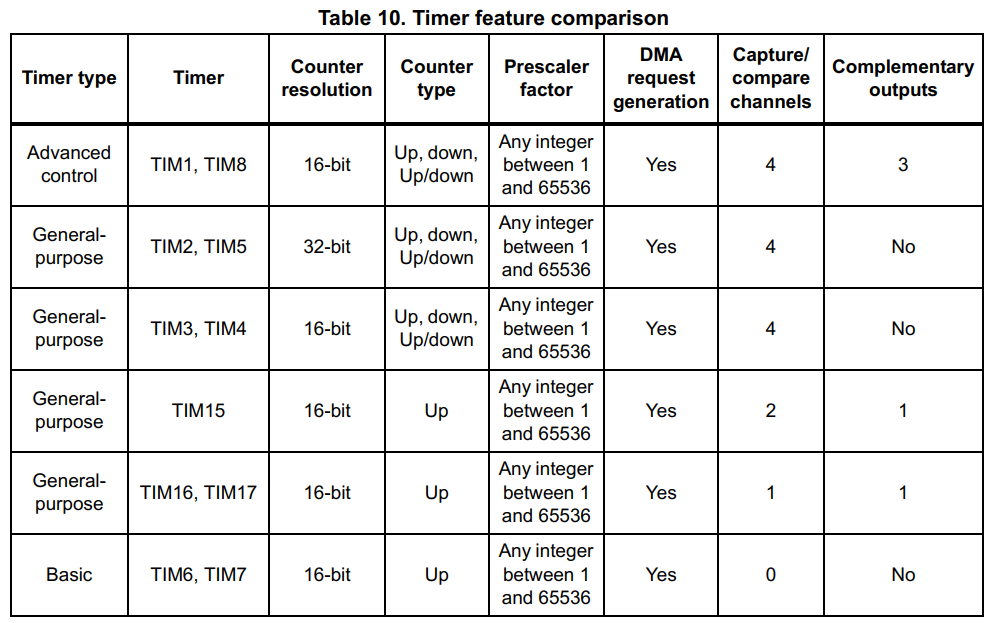 Table 10. Timer feature comparison
Timer type
Timer
Counter
resolution
Counter
type
Prescaler
factor
DMA
request
generation
Capture/
compare
channels
Complementary
outputs
Advanced
control
TIM1, TIM8
16-bit
Up, down,
Up/down
Any integer
between 1
and 65536
Yes
4
3
General-
purpose
TIM2, TIM5
32-bit
Up, down,
Up/down
Any integer
between 1
and 65536
Yes
4
No
General-
purpose
TIM3, TIM4
16-bit
Up, down,
Up/down
Any integer
between 1
and 65536
Yes
4
No
General-
purpose
TIM15
16-bit
Up
Any integer
between 1
and 65536
Yes
2
1
General-
purpose
TIM16, TIM17
16-bit
Up
Any integer
between 1
and 65536
Yes
1
1
Basic
TIM6, TIM7
16-bit
Up
Any integer
between 1
and 65536
Yes
0
No